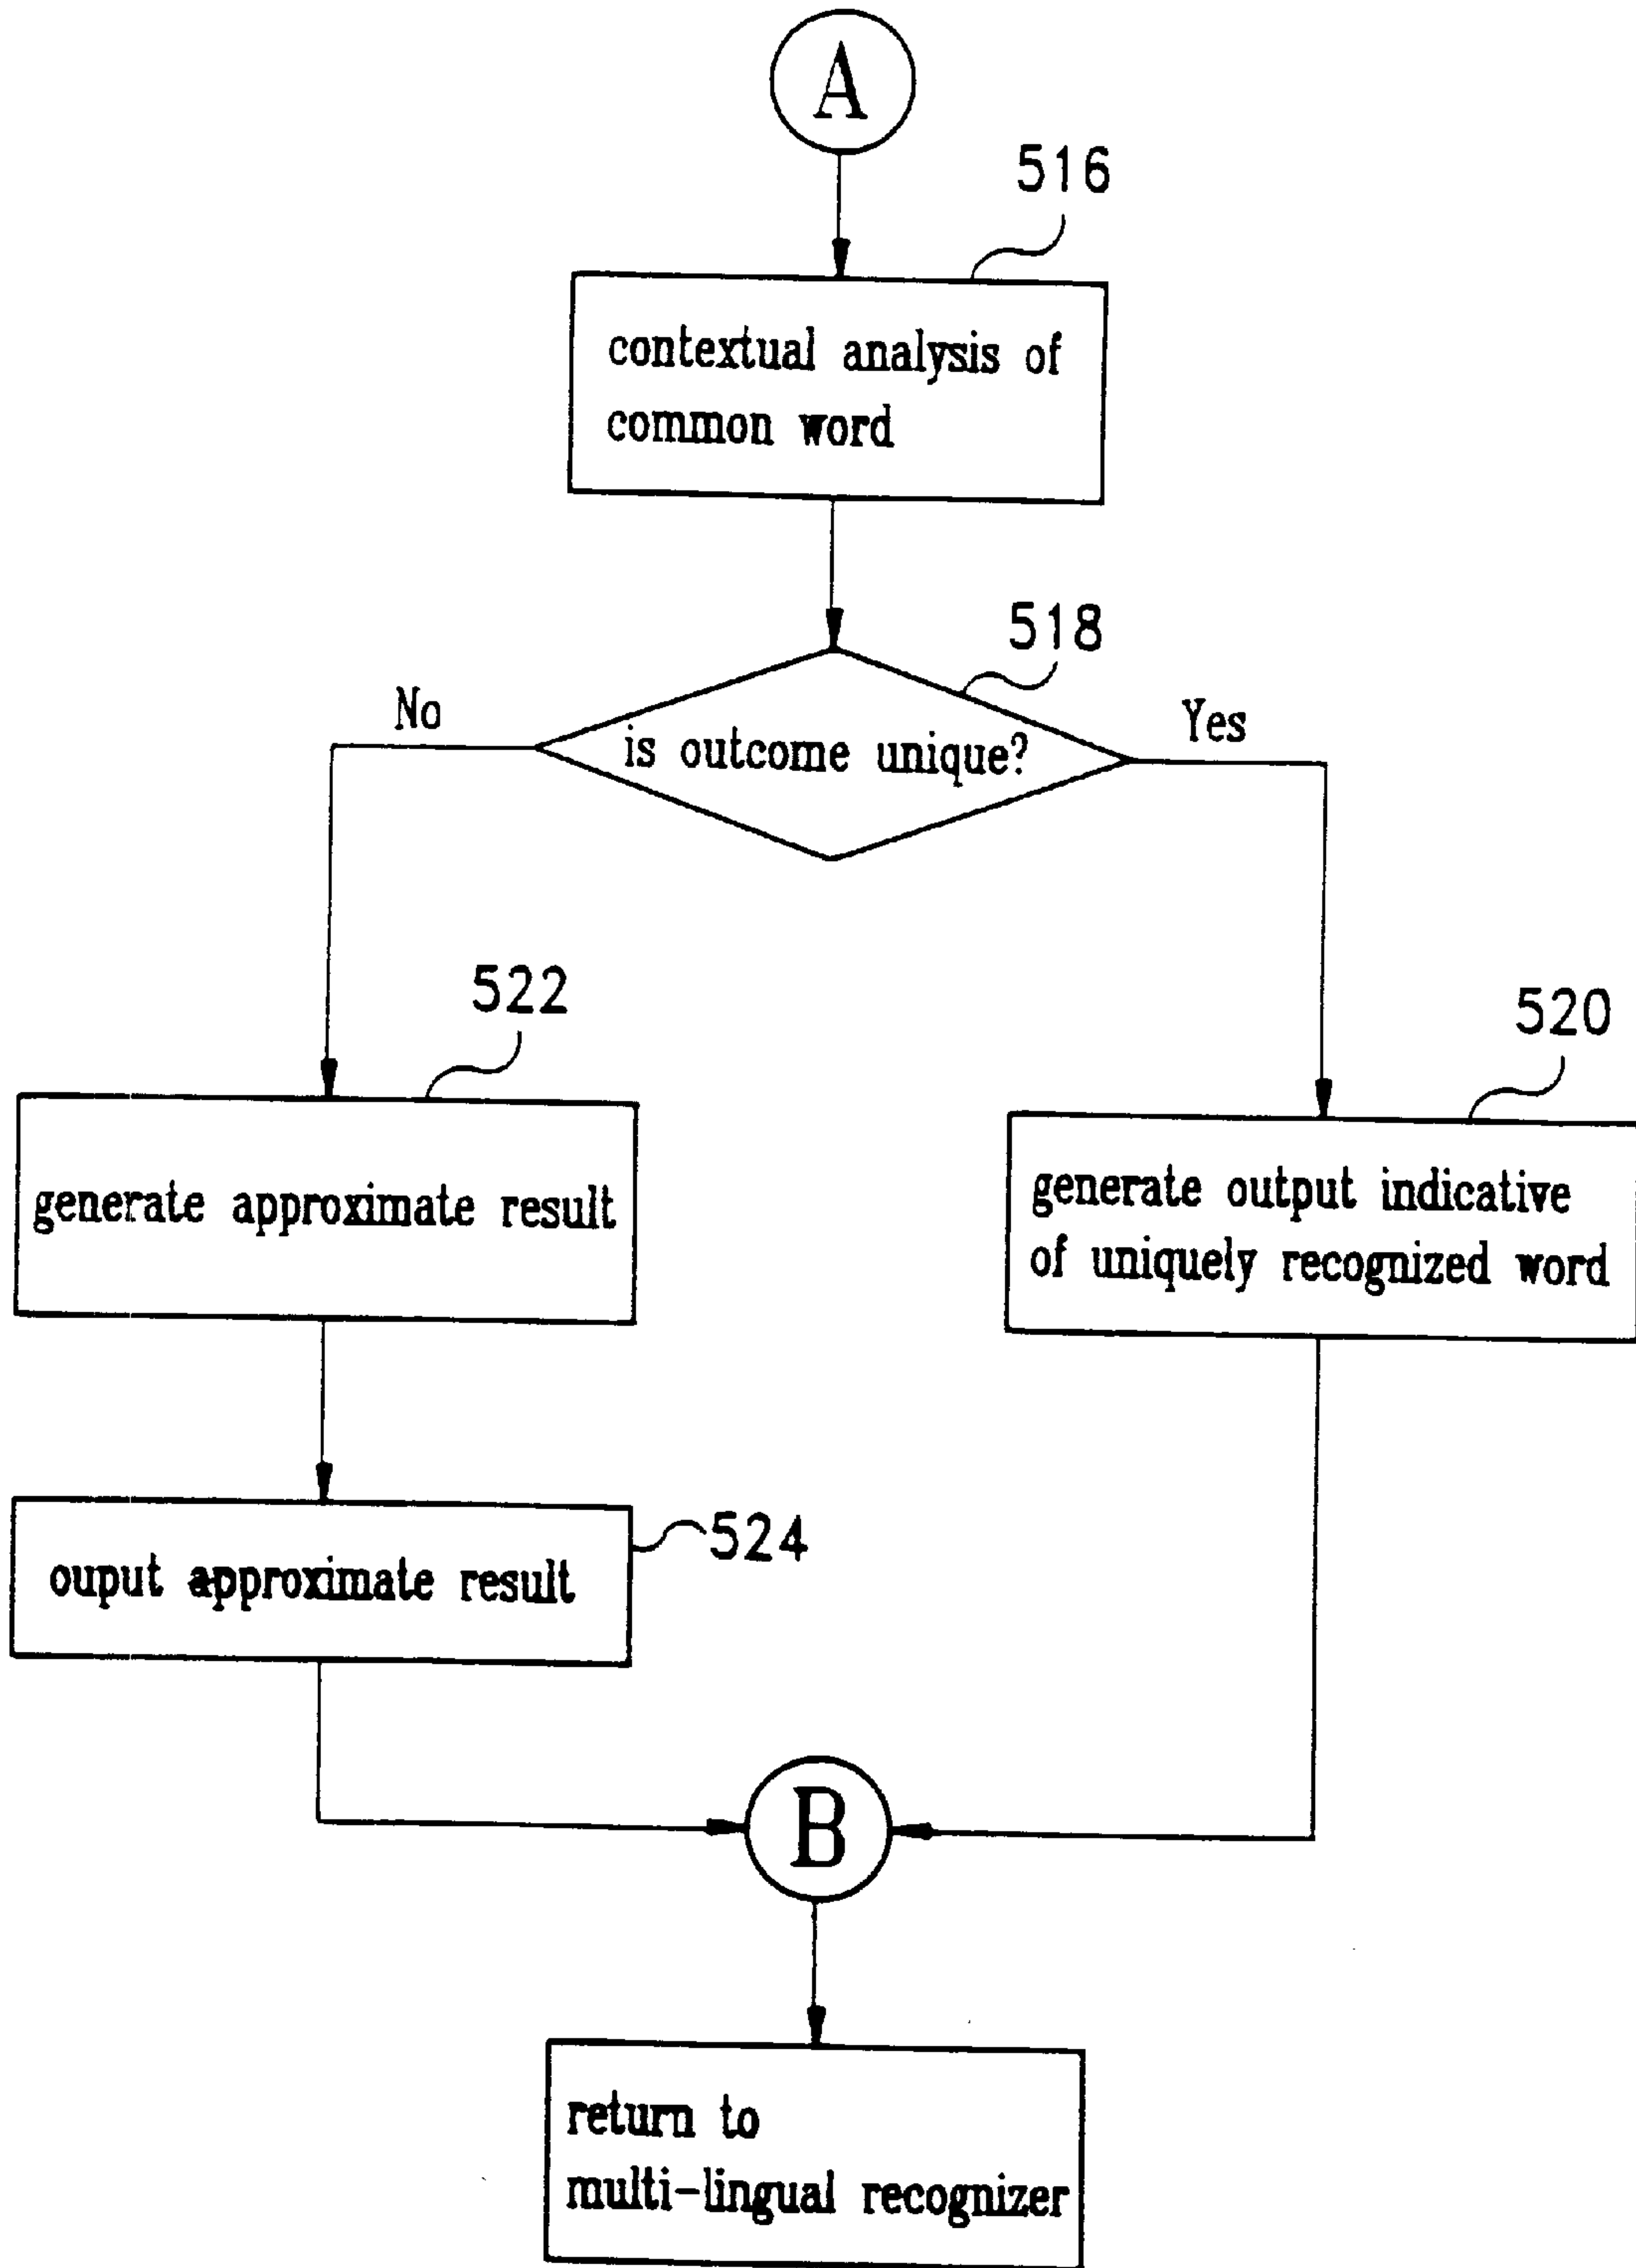 A
516
contextual analysis of
common word
518
No
Yes
is outcome unique?
522
520
generate approximate result
generate output indicative
of uniquely recognized word
524
ouput approximate result
B
return to
multi-lingual recognizer